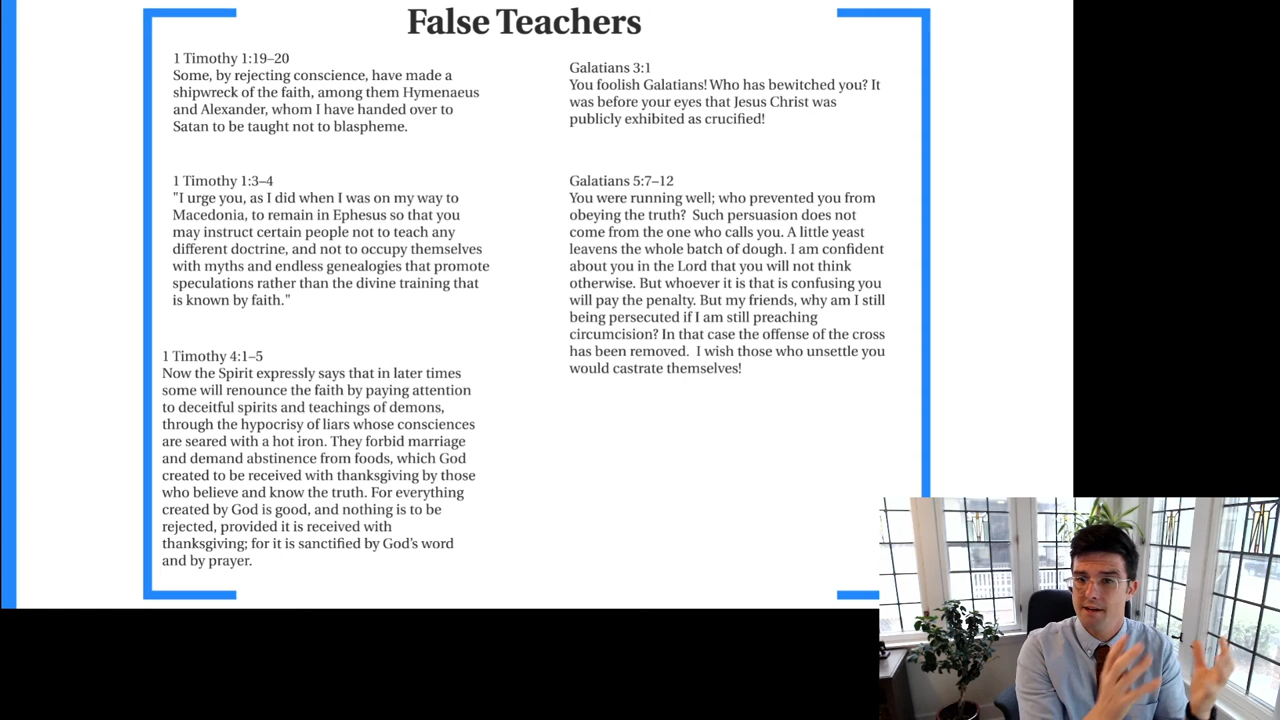 False Teachers
1 Timothy 1:19–20
Some, by rejecting conscience, have made a
shipwreck of the faith, among them Hymenaeus
and Alexander, whom I have handed over to
Satan to be taught not to blaspheme.
1 Timothy 1:3–4
"I urge you, as I did when I was on my way to
Macedonia, to remain in Ephesus so that you
may instruct certain people not to teach any
different doctrine, and not to occupy themselves
with myths and endless genealogies that promote
speculations rather than the divine training that
is known by faith."
1 Timothy 4:1–5
Now the Spirit expressly says that in later times
some will renounce the faith by paying attention
to deceitful spirits and teachings of demons,
through the hypocrisy of liars whose consciences
are seared with a hot iron. They forbid marriage
and demand abstinence from foods, which God
created to be received with thanksgiving by those
who believe and know the truth. For everything
created by God is good, and nothing is to be
rejected, provided it is received with
thanksgiving; for it is sanctified by God's word
and by prayer.
Galatians 3:1
You foolish Galatians! Who has bewitched you? It
was before your eyes that Jesus Christ was
publicly exhibited as crucified!
Galatians 5:7–12
You were running well; who prevented you from
obeying the truth?  Such persuasion does not
come from the one who calls you. A little yeast
leavens the whole batch of dough. I am confident
about you in the Lord that you will not think
otherwise. But whoever it is that is confusing you
will pay the penalty. But my friends, why am I still
being persecuted if I am still preaching
circumcision? In that case the offense of the cross
has been removed.  I wish those who unsettle you
would castrate themselves!